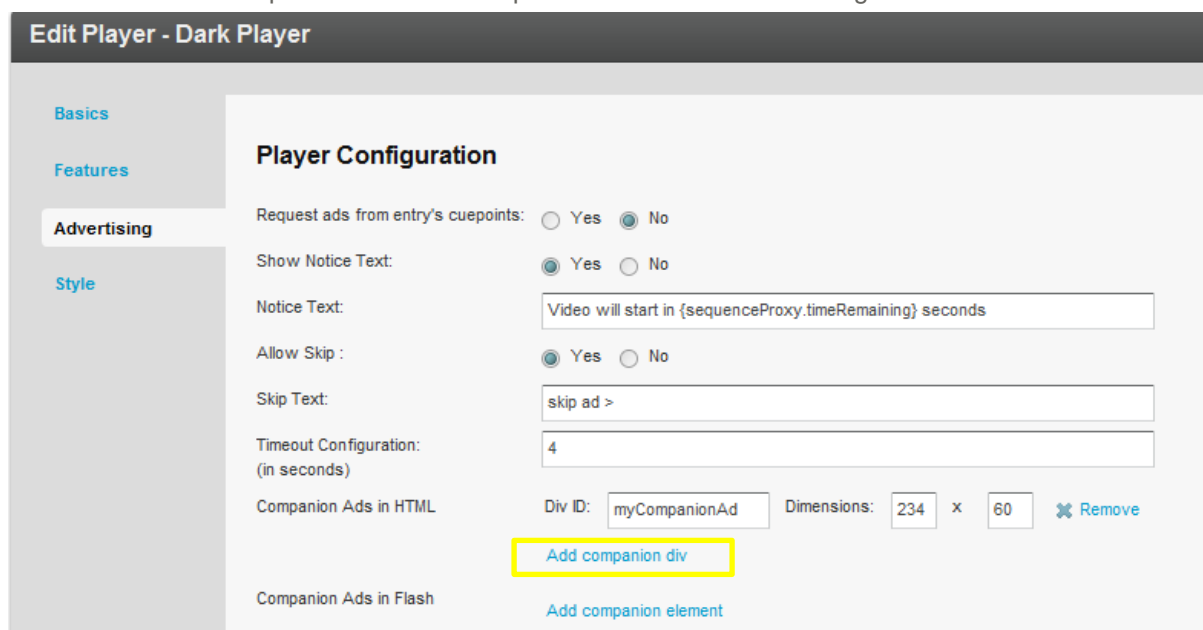 Edit Player - Dark Player
Basics
Features
Advertising
Style
Player Configuration
Request ads from entry's cuepoints: Yes No
Show Notice Text: Yes No
Notice Text: Video will start in {sequenceProxy.timeRemaining} seconds
Allow Skip : Yes No
Skip Text: skip ad >
Timeout Configuration: 4
(in seconds)
Companion Ads in HTML Div ID: myCompanionAd Dimensions: 234 x 60 Remove
Add companion div
Companion Ads in Flash Add companion element